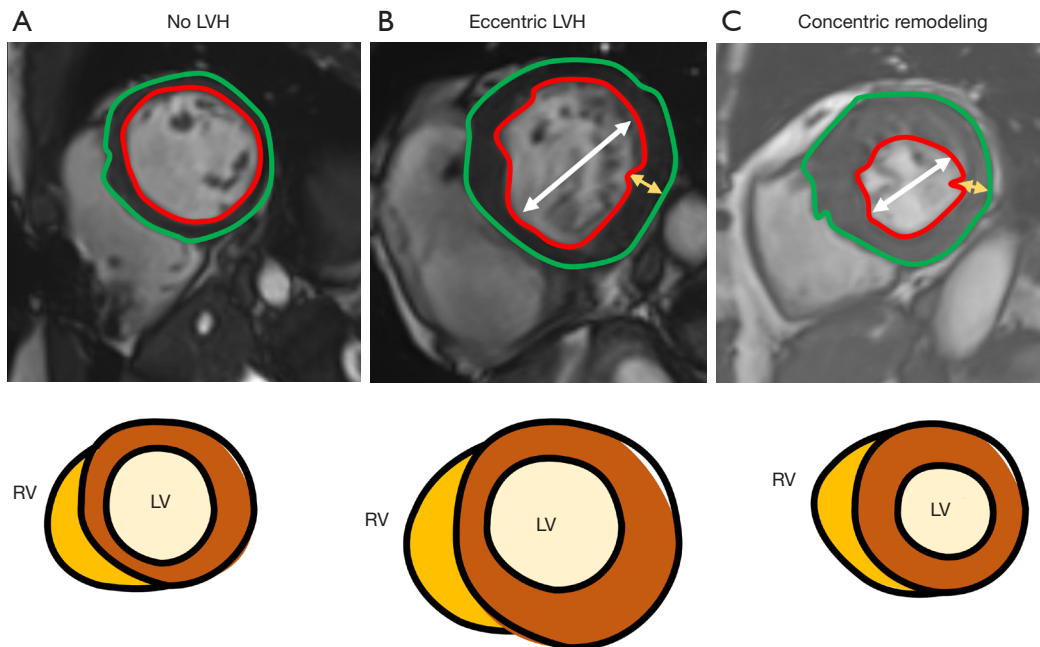 A No LVH
B Eccentric LVH
C Concentric remodeling
RV
LV
RV
LV
RV
LV